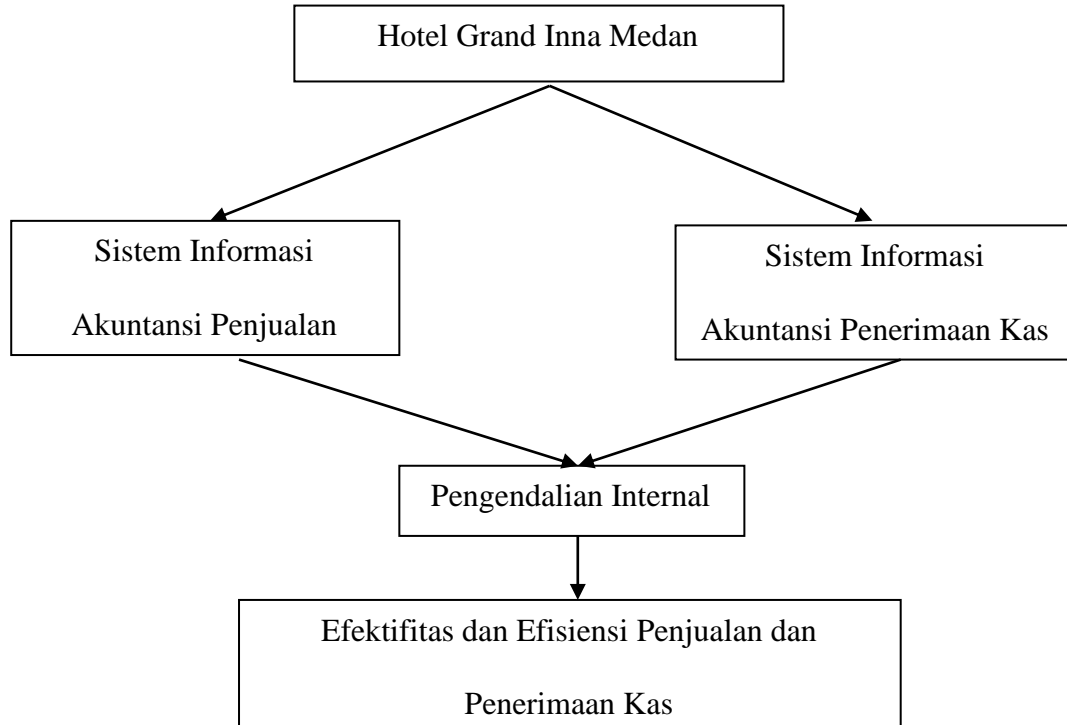 Hotel Grand Inna Medan
Sistem Informasi
Akuntansi Penjualan
Sistem Informasi
Akuntansi Penerimaan Kas
Pengendalian Internal
Efektifitas dan Efisiensi Penjualan dan
Penerimaan Kas